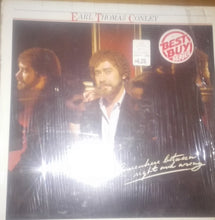 EARL THOMAS CONLEY
BEST
BUY
Somewhere between
right and wrong